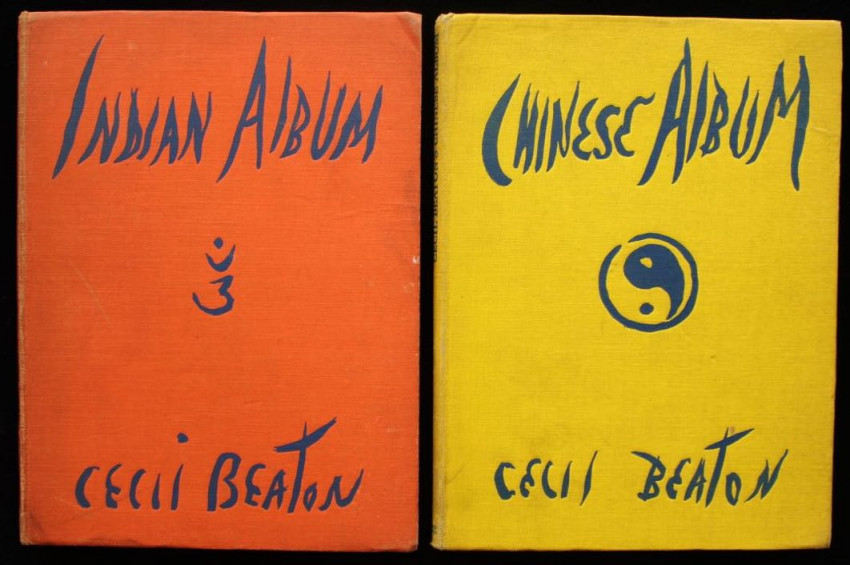 INDIAN ALBUM
ॐ
CECIL BEATON
CHINESE ALBUM
CECIL BEATON